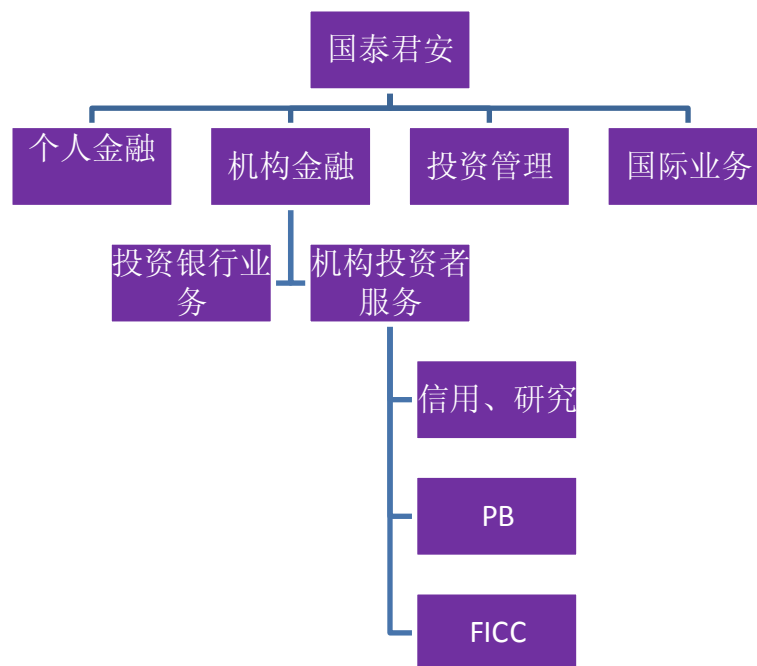 国泰君安
个人金融
机构金融
投资管理
国际业务
投资银行业
务
机构投资者
服务
信用、研究
PB
FICC